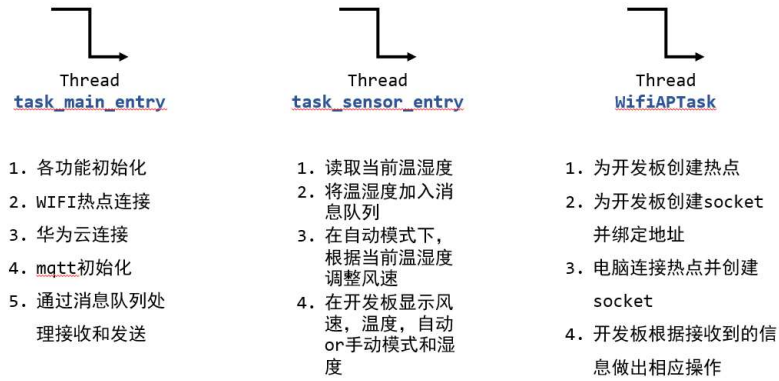 Thread
task_main_entry
1. 各功能初始化
2. WIFI热点连接
3. 华为云连接
4. mqtt初始化
5. 通过消息队列处
理接收和发送
Thread
task_sensor_entry
1. 读取当前温湿度
2. 将温湿度加入消
息队列
3. 在自动模式下，
根据当前温湿度
调整风速
4. 在开发板显示风
速，温度，自动
or手动模式和湿
度
Thread
WifiAPTask
1. 为开发板创建热点
2. 为开发板创建socket
并绑定地址
3. 电脑连接热点并创建
socket
4. 开发板根据接收到的信
息做出相应操作